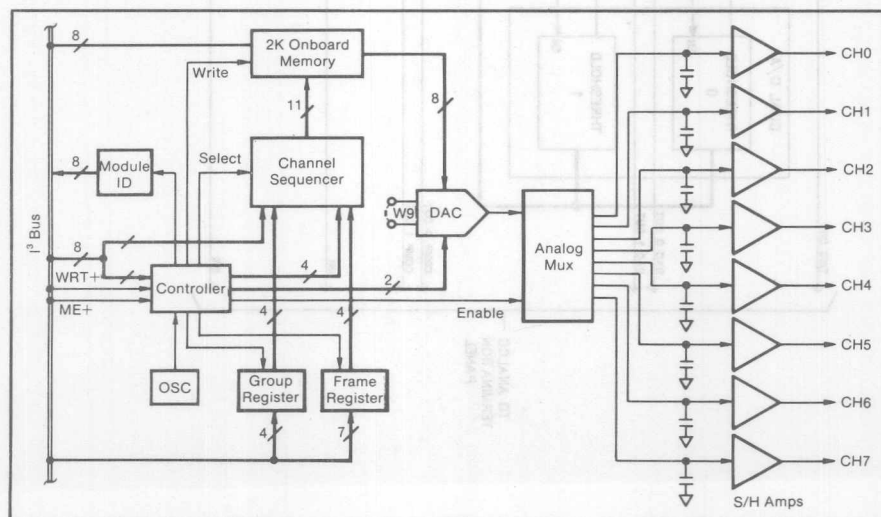 8
2K Onboard
Memory
Write
11
8
CH0
CH1
Select
8
Module
ID
Channel
Sequencer
W9
DAC
CH2
I³ Bus
8
WRT+
ME+
Controller
4
2
4
4
Enable
Analog
Mux
CH3
CH4
CH5
OSC
Group
Register
Frame
Register
4
7
CH6
CH7
S/H Amps